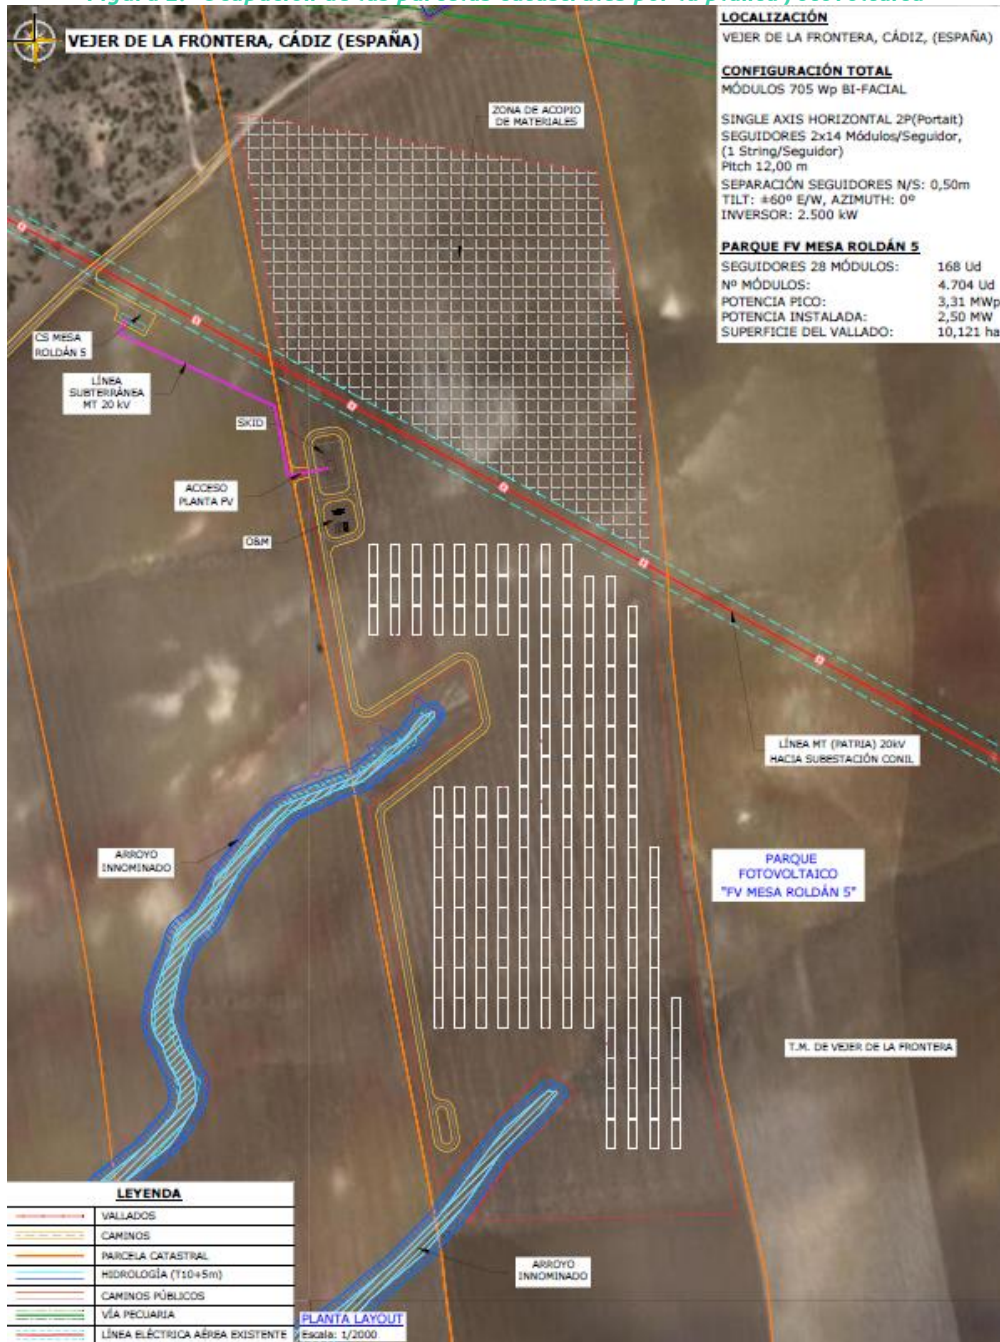 VEJER DE LA FRONTERA, CÁDIZ (ESPAÑA)
LOCALIZACIÓN
VEJER DE LA FRONTERA, CÁDIZ, (ESPAÑA)
CONFIGURACIÓN TOTAL
MÓDULOS 705 Wp BI-FACIAL
SINGLE AXIS HORIZONTAL 2P(Portait)
SEGUIDORES 2x14 Módulos/Seguidor,
(1 String/Seguidor)
Pitch 12,00 m
SEPARACIÓN SEGUIDORES N/S: 0,50m
TILT: ±60º E/W, AZIMUTH: 0º
INVERSOR: 2.500 kW
PARQUE FV MESA ROLDÁN 5
SEGUIDORES 28 MÓDULOS: 168 Ud
Nº MÓDULOS: 4.704 Ud
POTENCIA PICO: 3,31 MWp
POTENCIA INSTALADA: 2,50 MW
SUPERFICIE DEL VALLADO: 10,121 ha
ZONA DE ACOPIO
DE MATERIALES
CS MESA
ROLDÁN 5
LÍNEA
SUBTERRÁNEA
MT 20 kV
SKID
ACCESO
PLANTA FV
O&M
LÍNEA MT (PATRIA) 20kV
HACIA SUBESTACIÓN CONIL
ARROYO
INNOMINADO
PARQUE
FOTOVOLTAICO
"FV MESA ROLDÁN 5"
T.M. DE VEJER DE LA FRONTERA
ARROYO
INNOMINADO
LEYENDA
VALLADOS
CAMINOS
PARCELA CATASTRAL
HIDROLOGÍA (T10+5m)
CAMINOS PÚBLICOS
VÍA PECUARIA
LÍNEA ELÉCTRICA AÉREA EXISTENTE
PLANTA LAYOUT
Escala: 1/2000